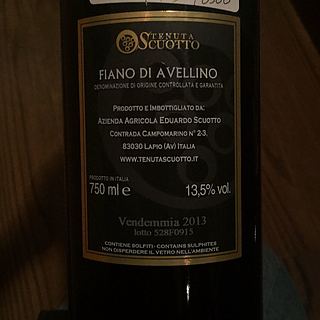 TENUTA
SCUOTTO
FIANO DI AVELLINO
DENOMINAZIONE DI ORIGINE CONTROLLATA E GARANTITA
PRODOTTO E IMBOTTIGLIATO DA:
AZIENDA AGRICOLA EDUARDO SCUOTTO
CONTRADA CAMPOMARINO N° 2-3,
83030 LAPIO (AV) ITALIA
WWW.TENUTASCUOTTO.IT
PRODOTTO IN ITALIA
750 ml e 13,5% vol.
Vendemmia 2013
lotto 528F0915
CONTIENE SOLFITI - CONTAINS SULPHITES
NON DISPERDERE IL VETRO NELL'AMBIENTE